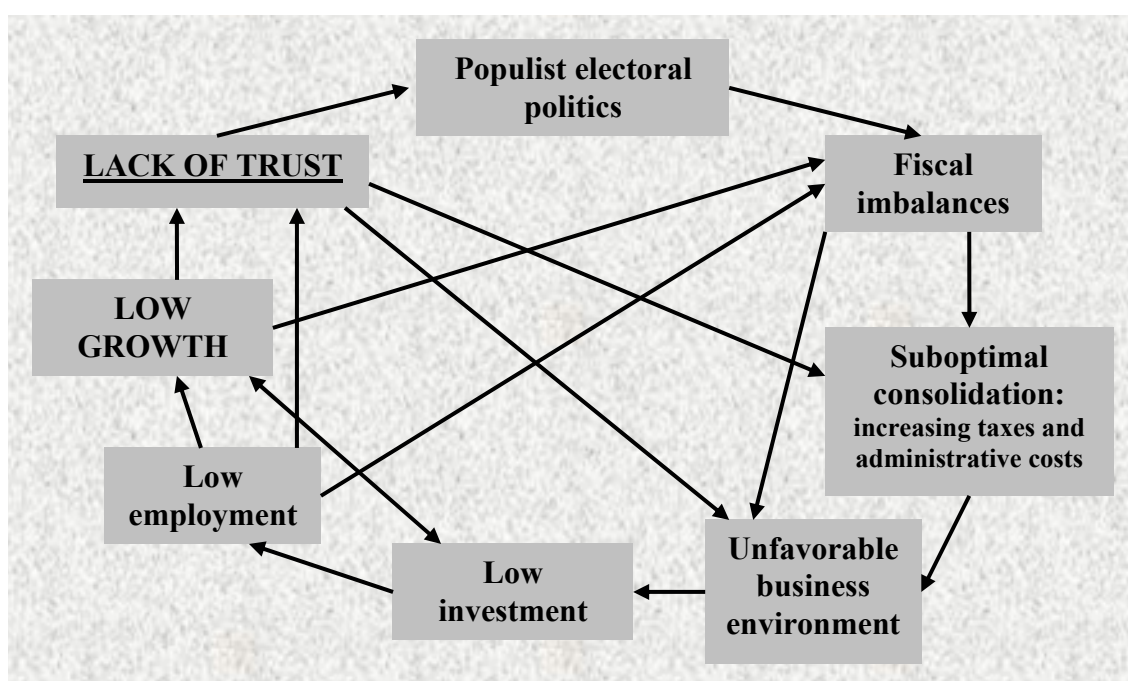 Populist electoral
politics
LACK OF TRUST
Fiscal
imbalances
LOW
GROWTH
Suboptimal
consolidation:
increasing taxes and
administrative costs
Low
employment
Unfavorable
business
environment
Low
investment